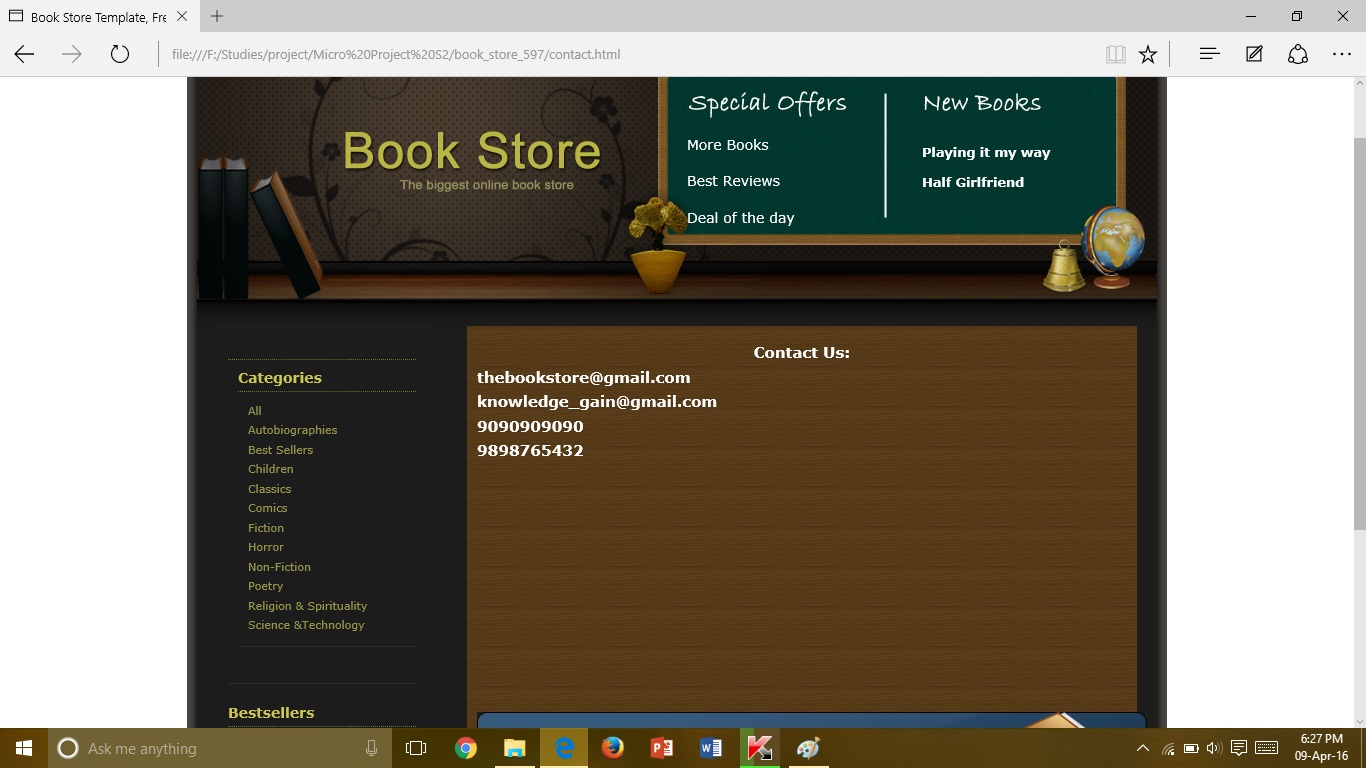 Book Store Template, Fre
file:///F:/Studies/project/Micro%20Project%20S2/book_store_597/contact.html
Book Store
The biggest online book store
Special Offers
More Books
Best Reviews
Deal of the day
New Books
Playing it my way
Half Girlfriend
Categories
All
Autobiographies
Best Sellers
Children
Classics
Comics
Fiction
Horror
Non-Fiction
Poetry
Religion & Spirituality
Science &Technology
Bestsellers
Contact Us:
thebookstore@gmail.com
knowledge_gain@gmail.com
9090909090
9898765432
Ask me anything
6:27 PM
09-Apr-16